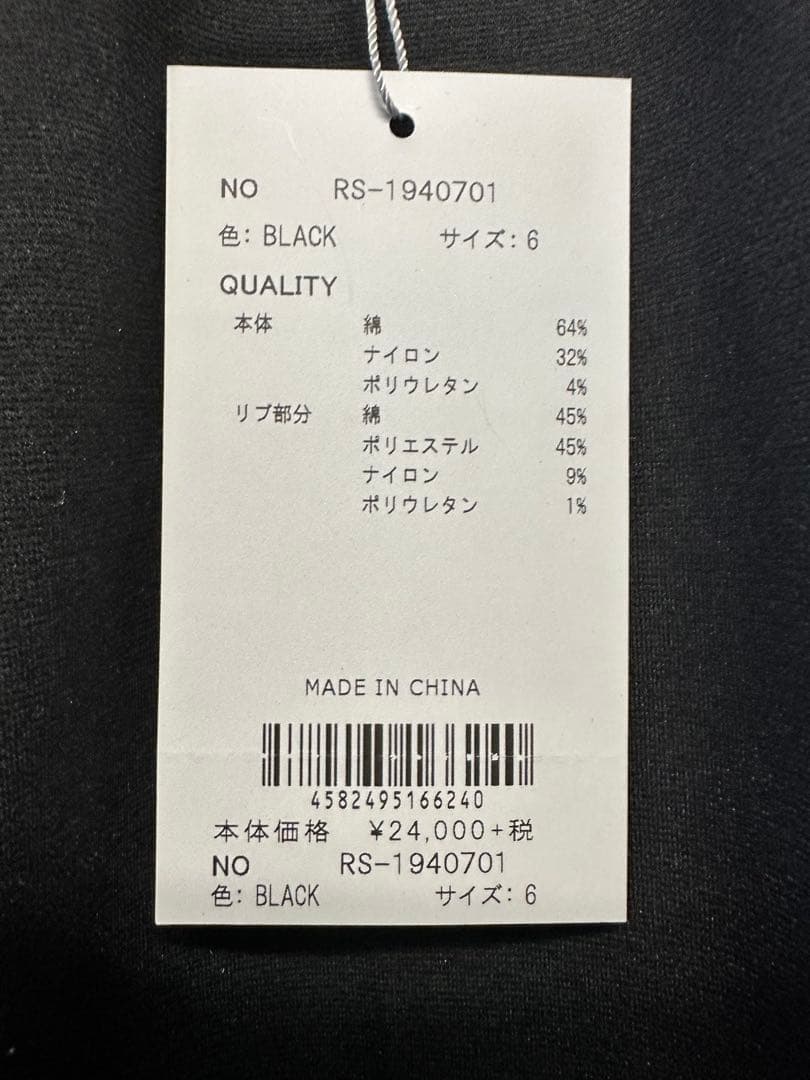 NO RS-1940701
色: BLACK サイズ: 6
QUALITY
本体 綿 64%
ナイロン 32%
ポリウレタン 4%
リブ部分 綿 45%
ポリエステル 45%
ナイロン 9%
ポリウレタン 1%
MADE IN CHINA
4582495166240
本体価格 ¥24,000+税
NO RS-1940701
色: BLACK サイズ: 6